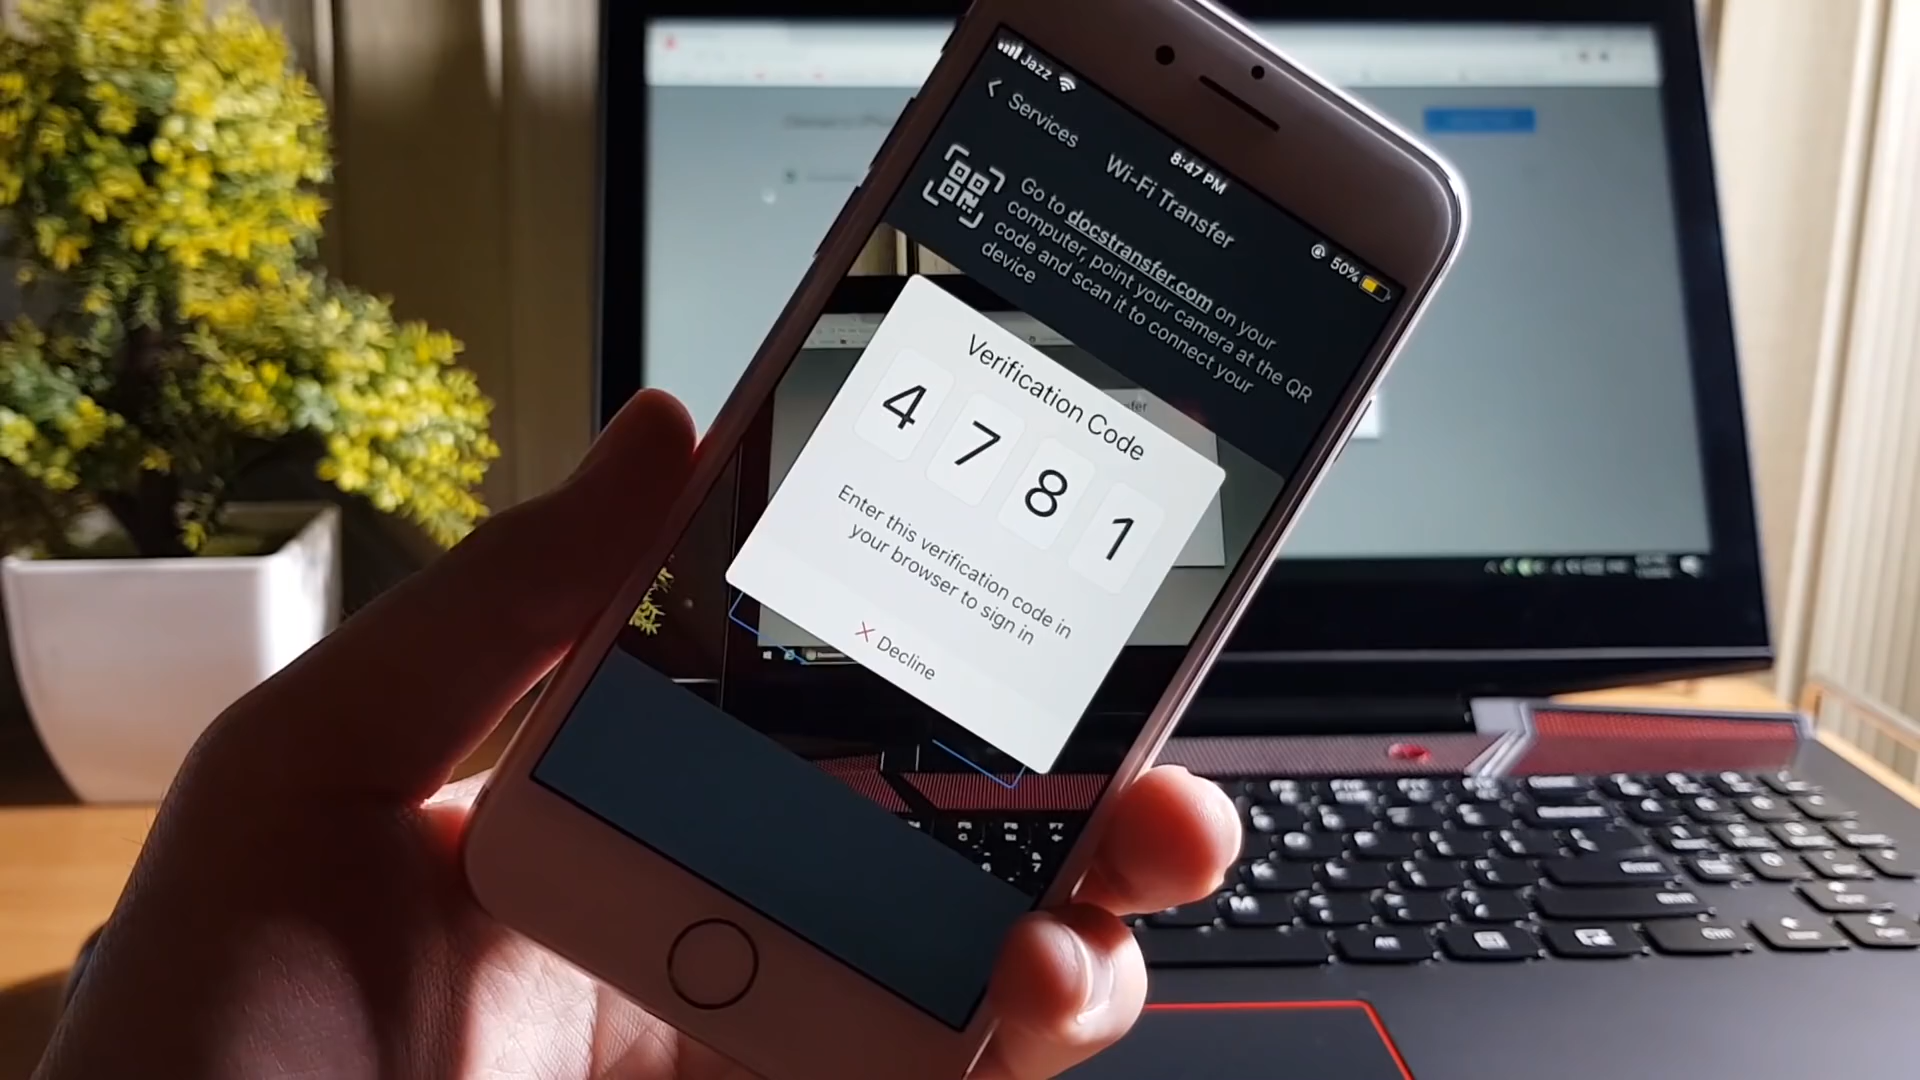 Jazz
8:47 PM
50%
Services
Wi-Fi Transfer
Go to docstransfer.com on your
computer, point your camera at the QR
code and scan it to connect your
device
Verification Code
4 7 8 1
Enter this verification code in
your browser to sign in
Decline